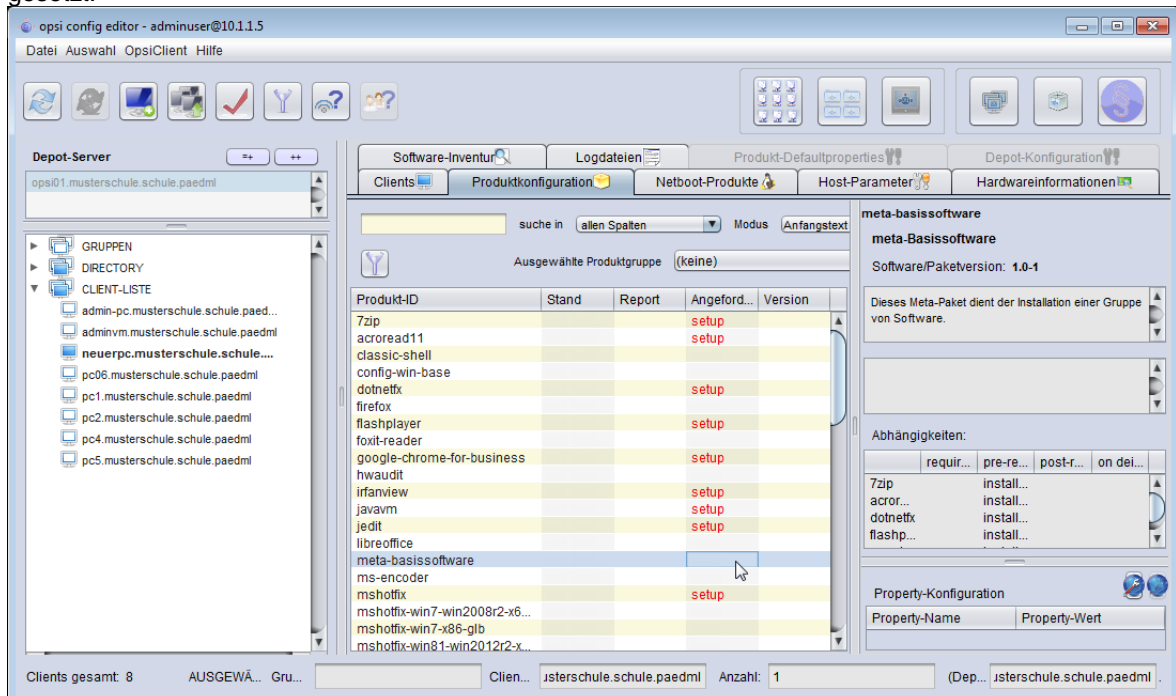 gesetzt.
opsi config editor - adminuser@10.1.1.5
Datei Auswahl OpsiClient Hilfe
Depot-Server
=+
++
opsi01.musterschule.schule.paedml
GRUPPEN
DIRECTORY
CLIENT-LISTE
admin-pc.musterschule.schule.paed...
adminvm.musterschule.schule.paedml
neuerpc.musterschule.schule....
pc06.musterschule.schule.paedml
pc1.musterschule.schule.paedml
pc2.musterschule.schule.paedml
pc4.musterschule.schule.paedml
pc5.musterschule.schule.paedml
Software-Inventur Logdateien Produkt-Defaultproperties Depot-Konfiguration
Clients Produktkonfiguration Netboot-Produkte Host-Parameter Hardwareinformationen
suche in allen Spalten Modus Anfangstext
Ausgewählte Produktgruppe (keine)
Produkt-ID Stand Report Angeford... Version
7zip setup
acroread11 setup
classic-shell
config-win-base
dotnetfx setup
firefox
flashplayer setup
foxit-reader
google-chrome-for-business setup
hwaudit
irfanview setup
javavm setup
jedit setup
libreoffice
meta-basissoftware
ms-encoder
mshotfix setup
mshotfix-win7-win2008r2-x6...
mshotfix-win7-x86-glb
mshotfix-win81-win2012r2-x...
meta-basissoftware
meta-Basissoftware
Software/Paketversion: 1.0-1
Dieses Meta-Paket dient der Installation einer Gruppe
von Software.
Abhängigkeiten:
requir... pre-re... post-r... on dei...
7zip install...
acror... install...
dotnetfx install...
flashp... install...
Property-Konfiguration
Property-Name Property-Wert
Clients gesamt: 8 AUSGEWÄ... Gru... Clien... usterschule.schule.paedml Anzahl: 1 (Dep... usterschule.schule.paedml .